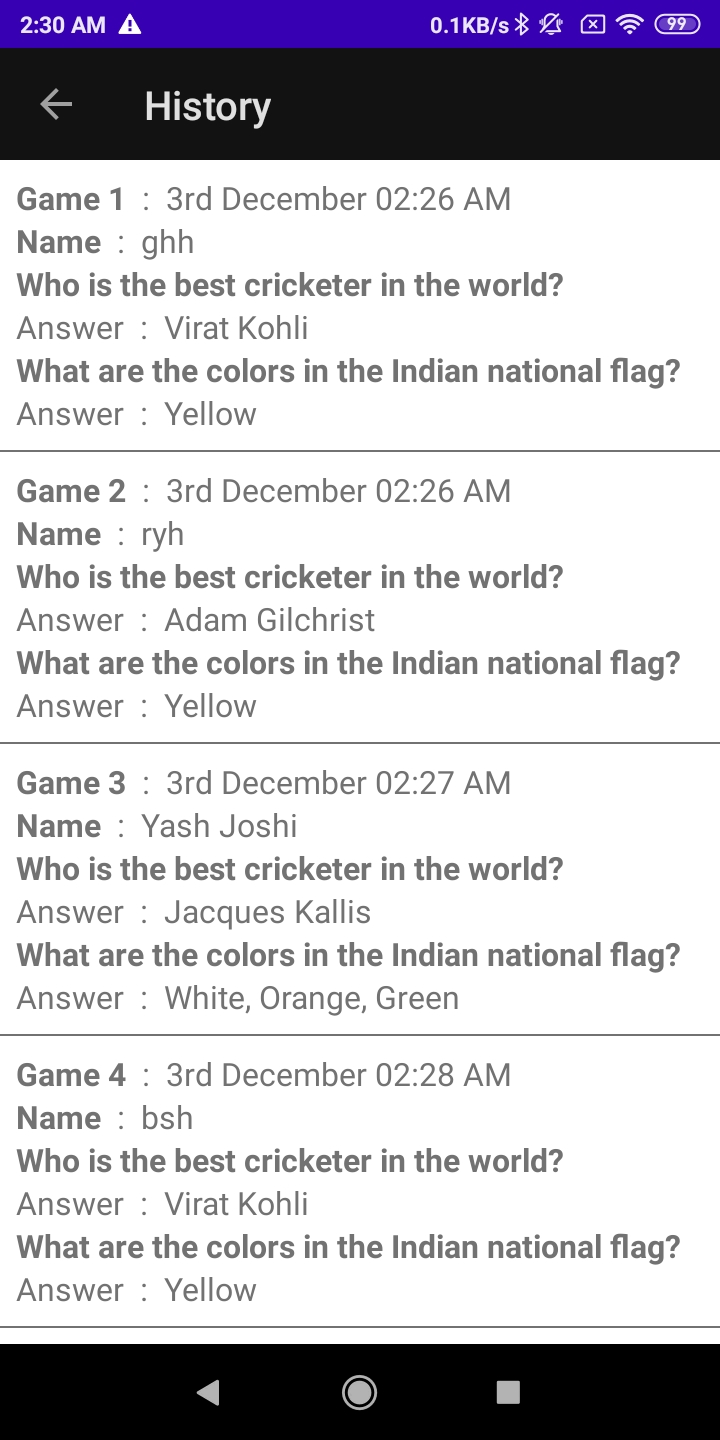 2:30 AM 0.1KB/s 99
History
Game 1 : 3rd December 02:26 AM
Name : ghh
Who is the best cricketer in the world?
Answer : Virat Kohli
What are the colors in the Indian national flag?
Answer : Yellow
Game 2 : 3rd December 02:26 AM
Name : ryh
Who is the best cricketer in the world?
Answer : Adam Gilchrist
What are the colors in the Indian national flag?
Answer : Yellow
Game 3 : 3rd December 02:27 AM
Name : Yash Joshi
Who is the best cricketer in the world?
Answer : Jacques Kallis
What are the colors in the Indian national flag?
Answer : White, Orange, Green
Game 4 : 3rd December 02:28 AM
Name : bsh
Who is the best cricketer in the world?
Answer : Virat Kohli
What are the colors in the Indian national flag?
Answer : Yellow